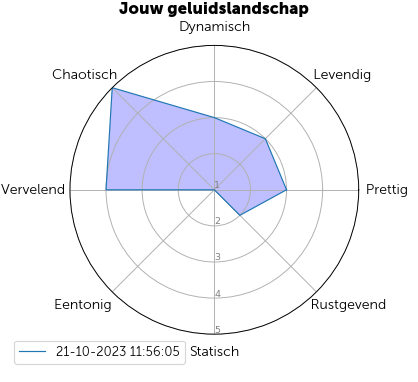 Jouw geluidslandschap
Dynamisch
Chaotisch
Levendig
Vervelend
1
Prettig
2
3
4
Eentonig
Rustgevend
5
21-10-2023 11:56:05
Statisch